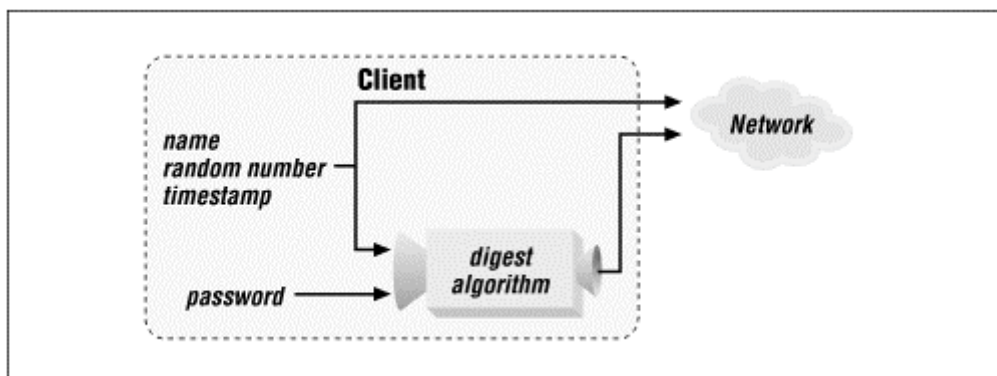 Client
name
random number
timestamp
password
digest
algorithm
Network